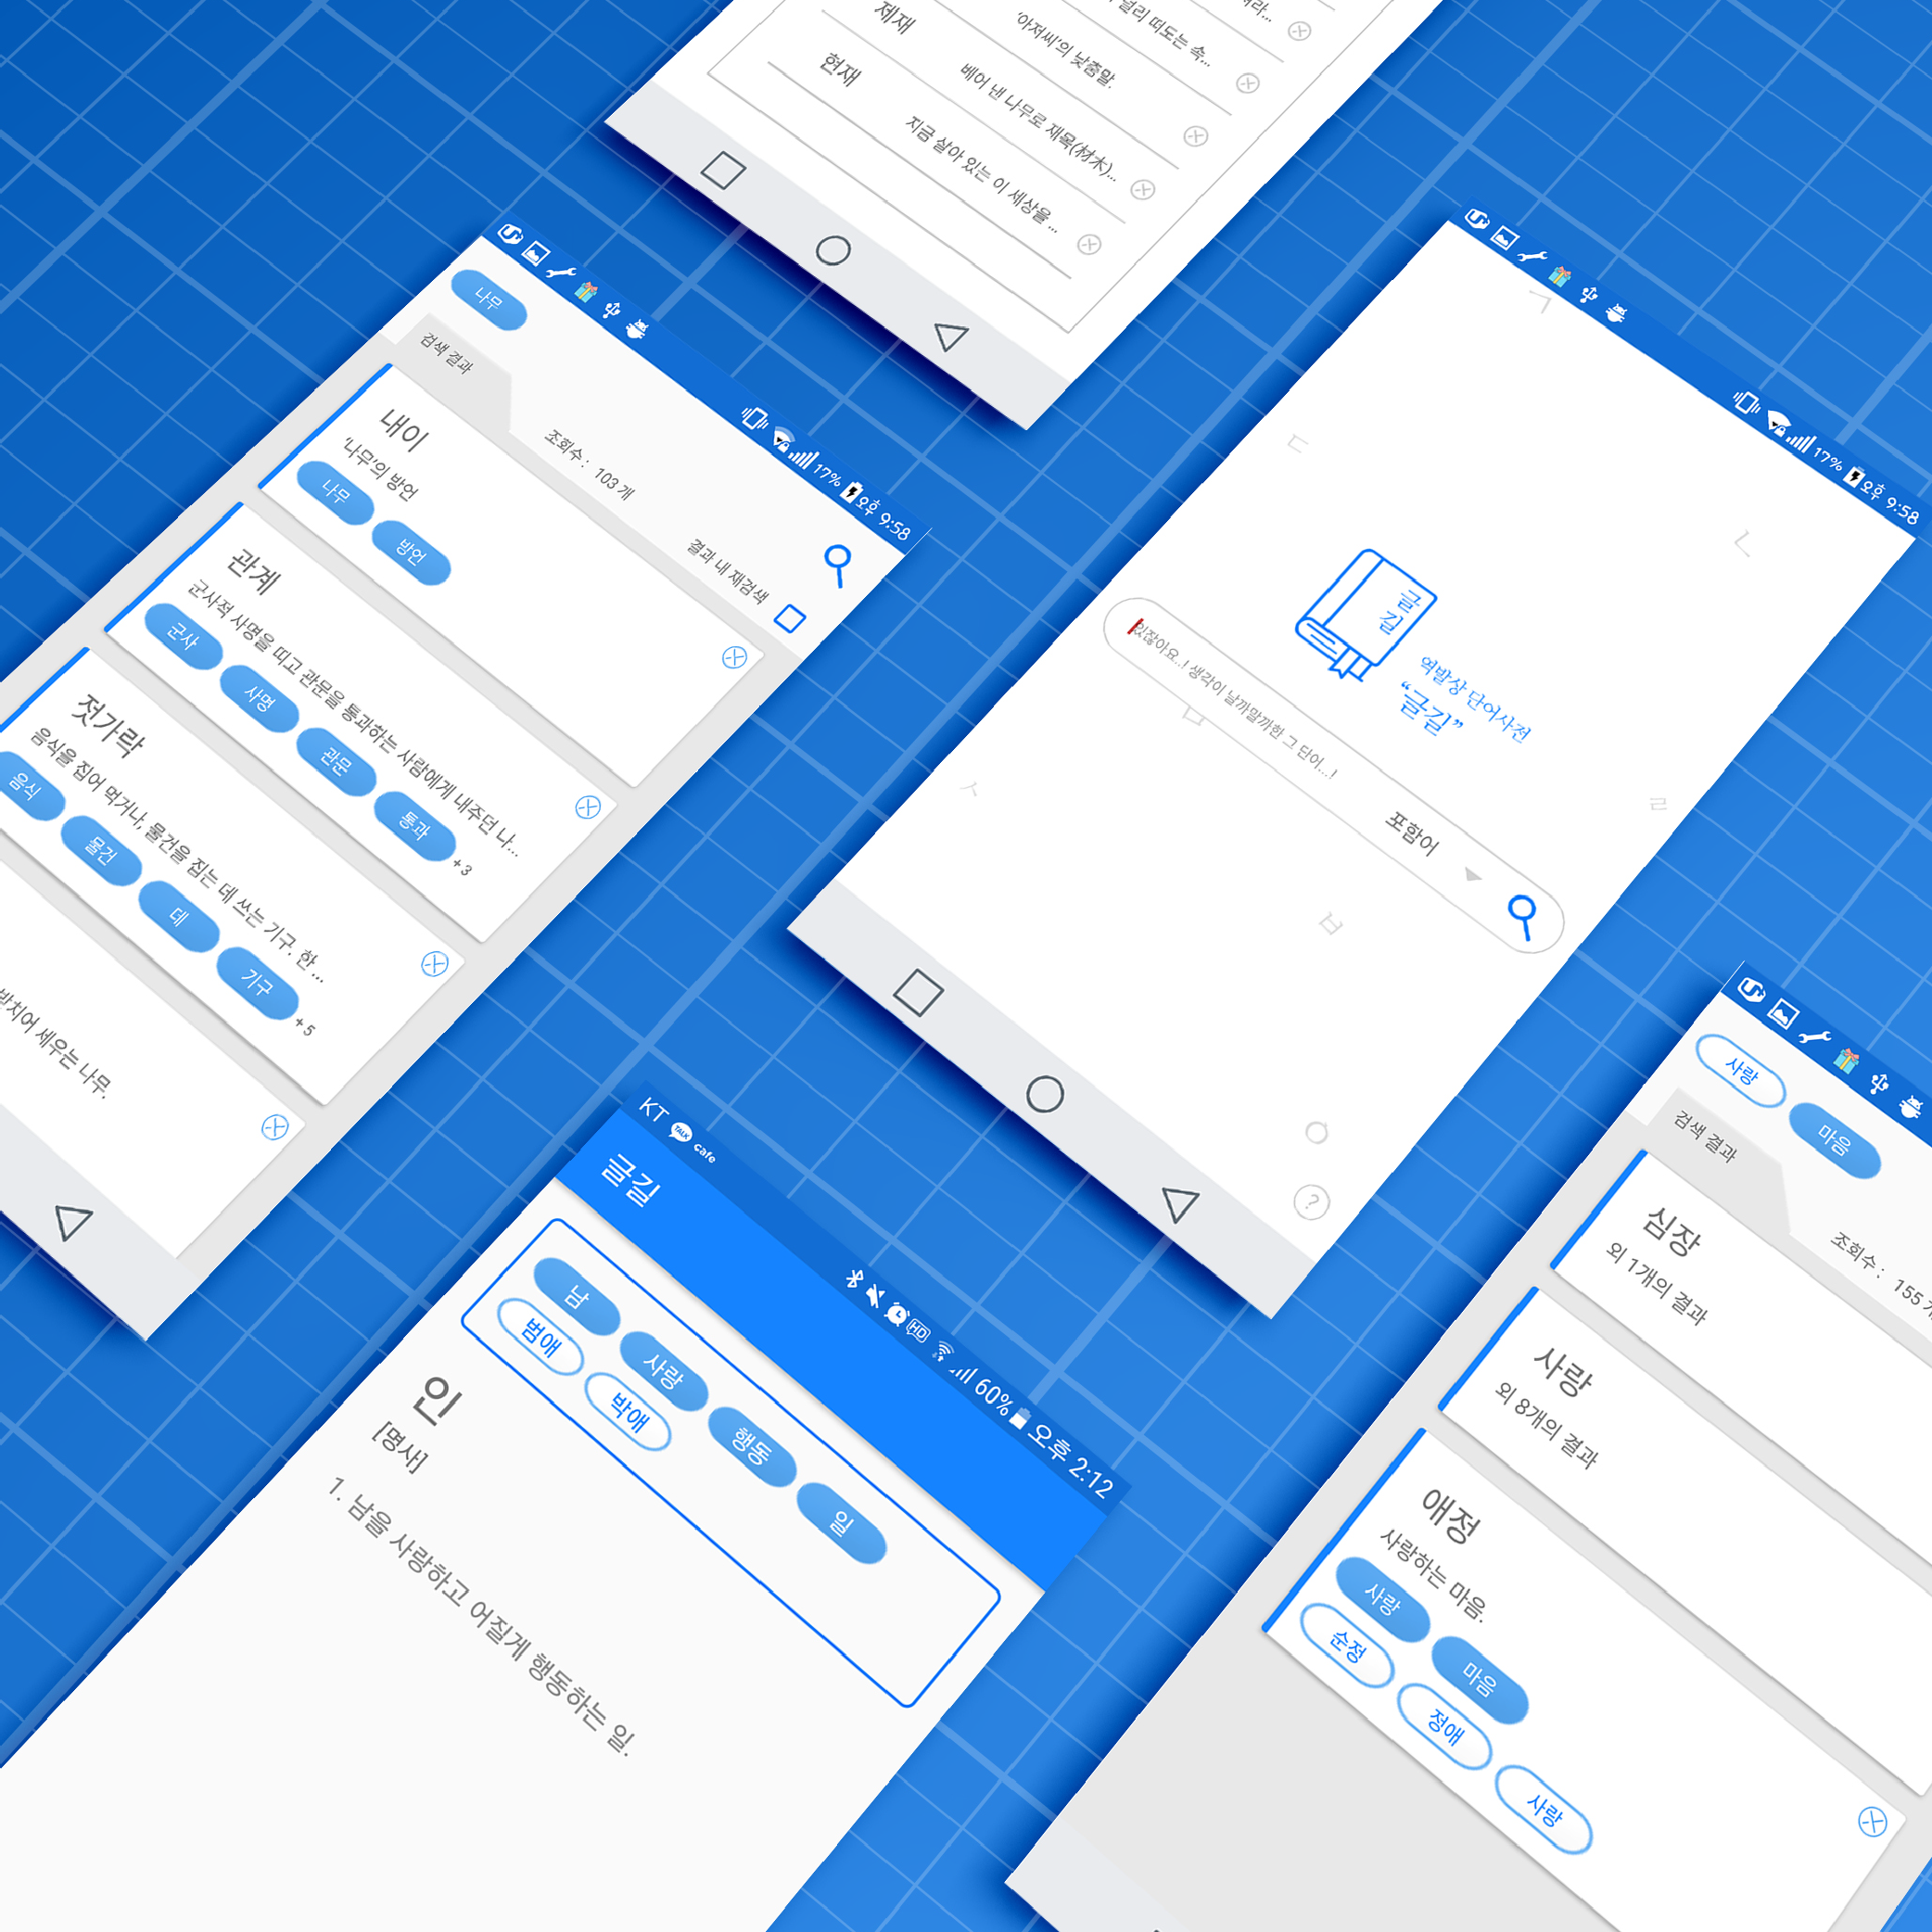 제재
현재
널리 떠도는 속...
'아저씨'의 낮춤말.
베어 낸 나무로 재목(材木)...
지금 살아 있는 이 세상을 ...
17% 오후 9:58
나무
검색 결과
조회수 : 103 개
결과 내 재검색
내이
'나무'의 방언
나무
방언
관계
군사적 사명을 띠고 관문을 통과하는 사람에게 내주던 나...
군사
사명
관문
통과
+3
젓가락
음식을 집어 먹거나, 물건을 집는 데 쓰는 기구. 한 ...
음식
물건
데
기구
+5
받치어 세우는 나무.
17% 오후 9:58
ㄱ
ㄴ
ㄷ
ㄹ
ㅁ
ㅂ
ㅅ
ㅇ
글
길
역발상 단어사전
“글길”
있잖아요..! 생각이 날까말까한 그 단어...!
포함어
?
KT TALK cafe
HD 60% 오후 2:12
글길
남
사랑
행동
일
범애
박애
인
[명사]
1. 남을 사랑하고 어질게 행동하는 일.
사랑
마음
검색 결과
조회수 : 155
심장
외 1개의 결과
사랑
외 8개의 결과
애정
사랑하는 마음.
사랑
마음
순정
정애
사랑